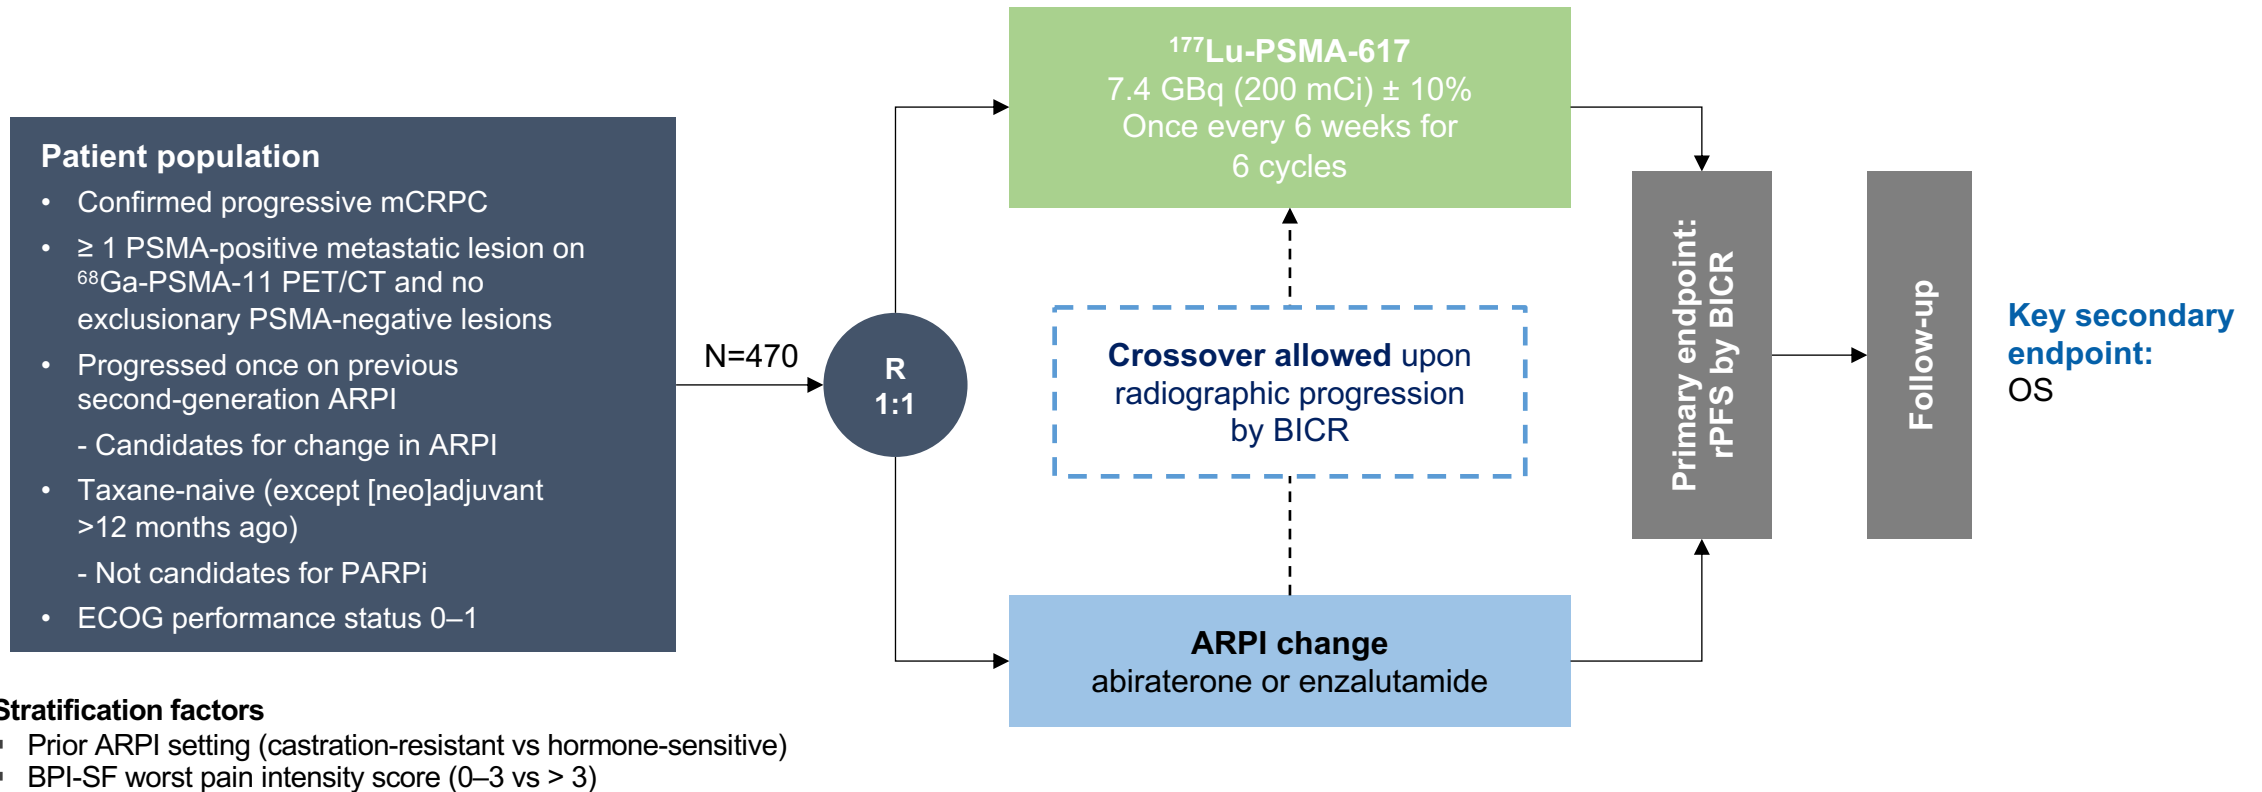 Patient population
• Confirmed progressive mCRPC
• ≥ 1 PSMA-positive metastatic lesion on
⁶⁸Ga-PSMA-11 PET/CT and no
exclusionary PSMA-negative lesions
• Progressed once on previous
second-generation ARPI
- Candidates for change in ARPI
• Taxane-naive (except [neo]adjuvant
>12 months ago)
- Not candidates for PARPi
• ECOG performance status 0–1
N=470
R
1:1
¹⁷⁷Lu-PSMA-617
7.4 GBq (200 mCi) ± 10%
Once every 6 weeks for
6 cycles
Crossover allowed upon
radiographic progression
by BICR
ARPI change
abiraterone or enzalutamide
Primary endpoint:
rPFS by BICR
Follow-up
Key secondary
endpoint:
OS
Stratification factors
▪ Prior ARPI setting (castration-resistant vs hormone-sensitive)
▪ BPI-SF worst pain intensity score (0–3 vs > 3)